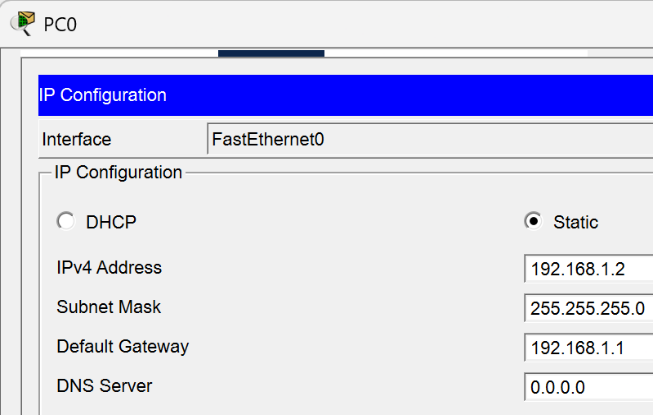 PC0
IP Configuration
Interface FastEthernet0
IP Configuration
DHCP Static
IPv4 Address 192.168.1.2
Subnet Mask 255.255.255.0
Default Gateway 192.168.1.1
DNS Server 0.0.0.0